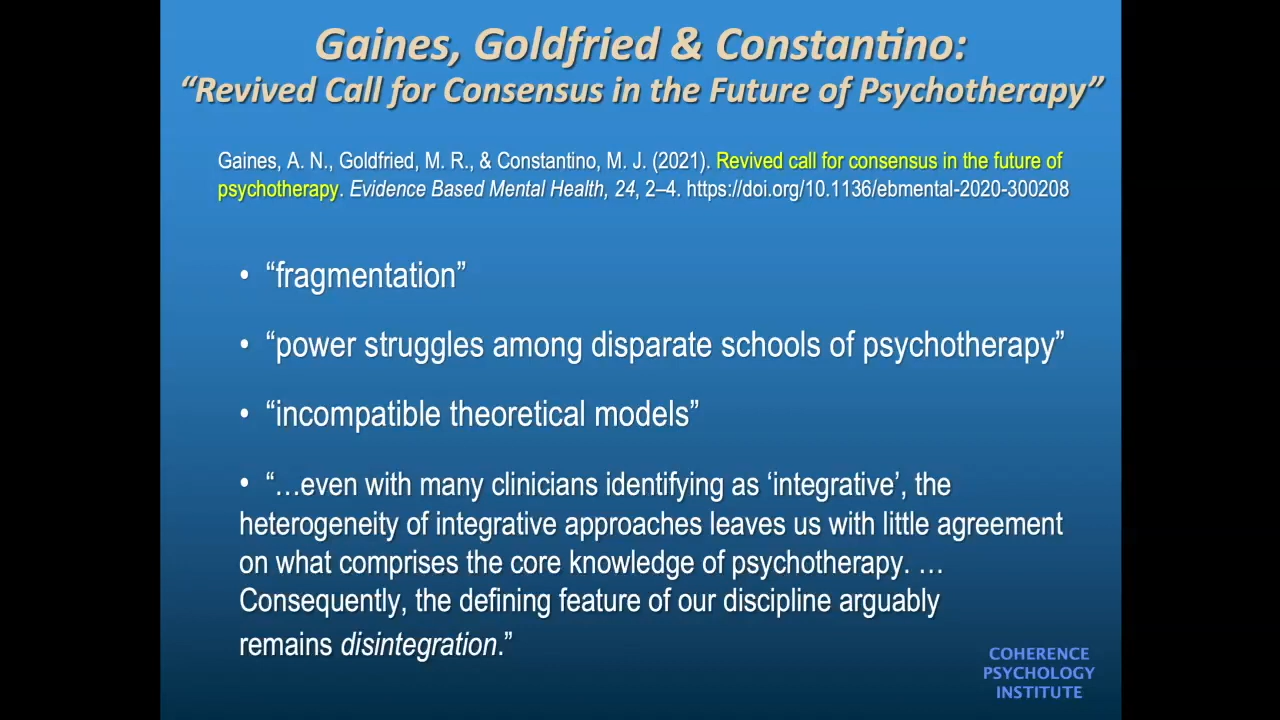 Gaines, Goldfried & Constantino:
“Revived Call for Consensus in the Future of Psychotherapy”
Gaines, A. N., Goldfried, M. R., & Constantino, M. J. (2021). Revived call for consensus in the future of
psychotherapy. Evidence Based Mental Health, 24, 2–4. https://doi.org/10.1136/ebmental-2020-300208
• “fragmentation”
• “power struggles among disparate schools of psychotherapy”
• “incompatible theoretical models”
• “…even with many clinicians identifying as ‘integrative’, the
heterogeneity of integrative approaches leaves us with little agreement
on what comprises the core knowledge of psychotherapy. …
Consequently, the defining feature of our discipline arguably
remains disintegration.”
COHERENCE
PSYCHOLOGY
INSTITUTE